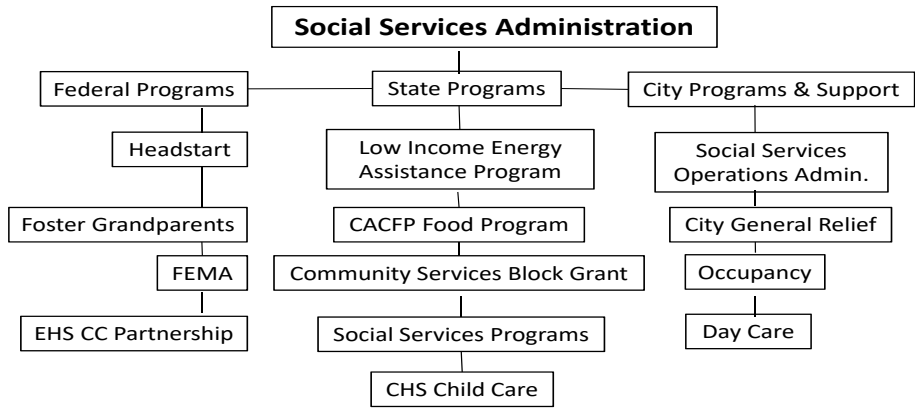 Social Services Administration
Federal Programs
State Programs
City Programs & Support
Headstart
Low Income Energy
Assistance Program
Social Services
Operations Admin.
Foster Grandparents
CACFP Food Program
City General Relief
FEMA
Community Services Block Grant
Occupancy
EHS CC Partnership
Social Services Programs
Day Care
CHS Child Care